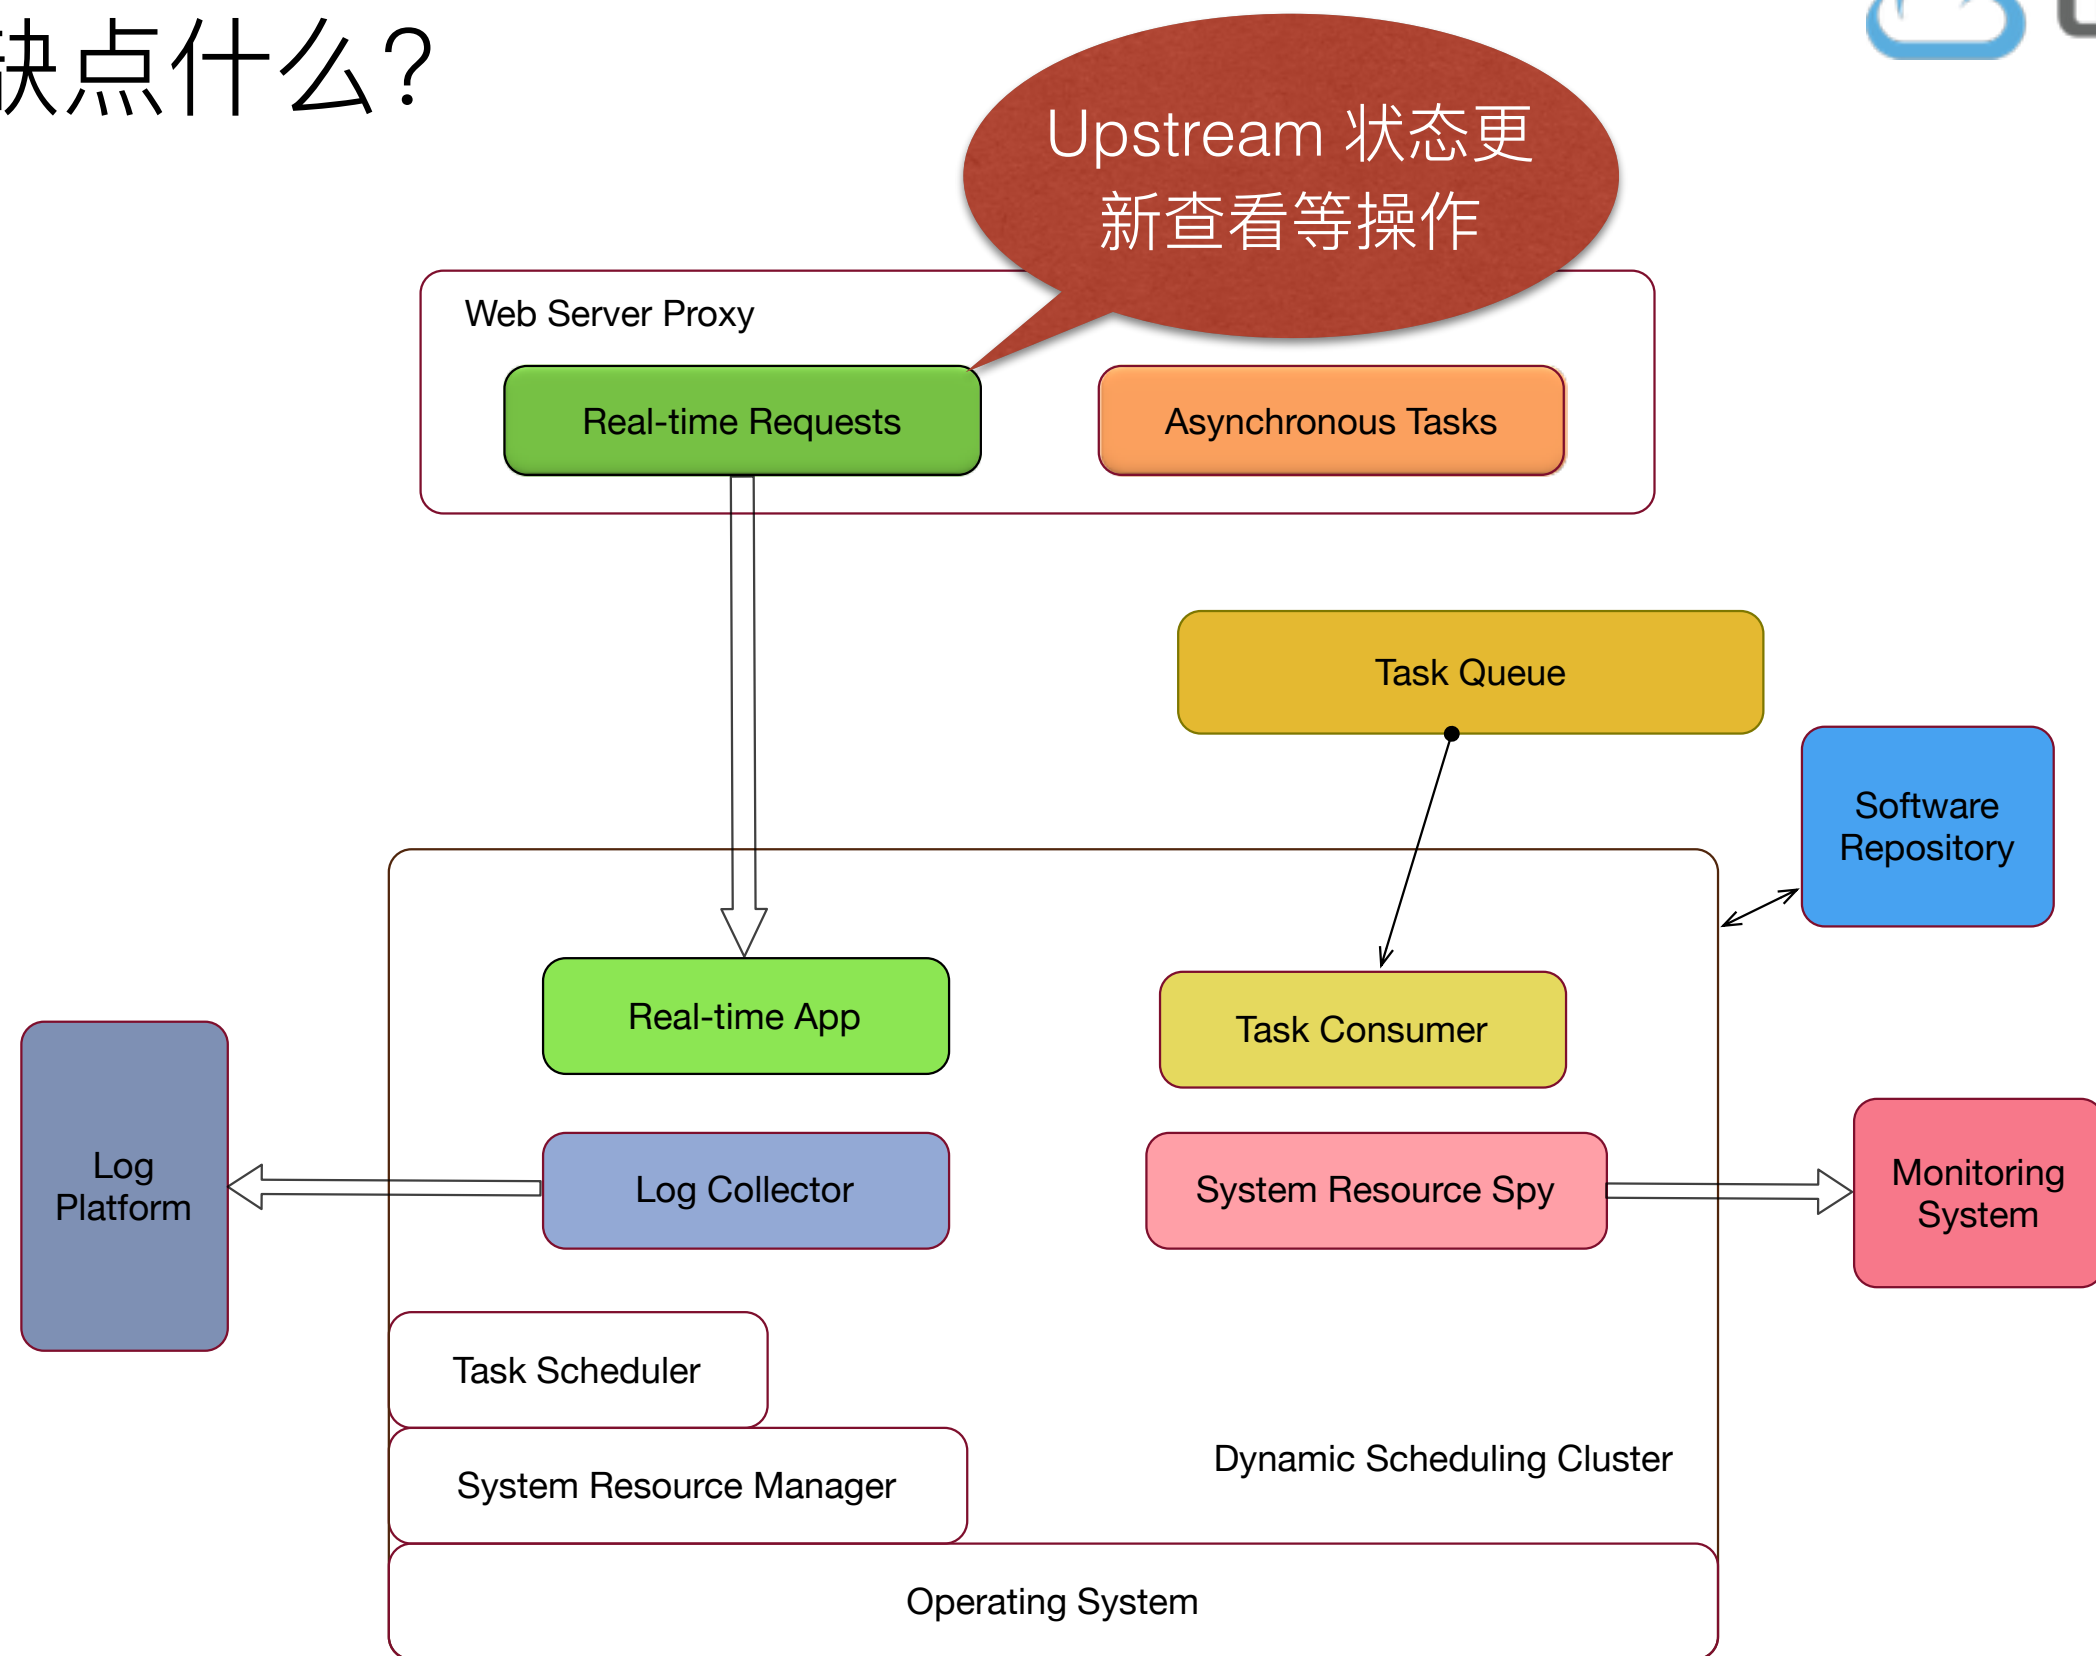 缺点什么?
Upstream 状态更
新查看等操作
Web Server Proxy
Real-time Requests
Asynchronous Tasks
Task Queue
Software
Repository
Real-time App
Task Consumer
Log
Platform
Log Collector
System Resource Spy
Monitoring
System
Task Scheduler
System Resource Manager
Dynamic Scheduling Cluster
Operating System